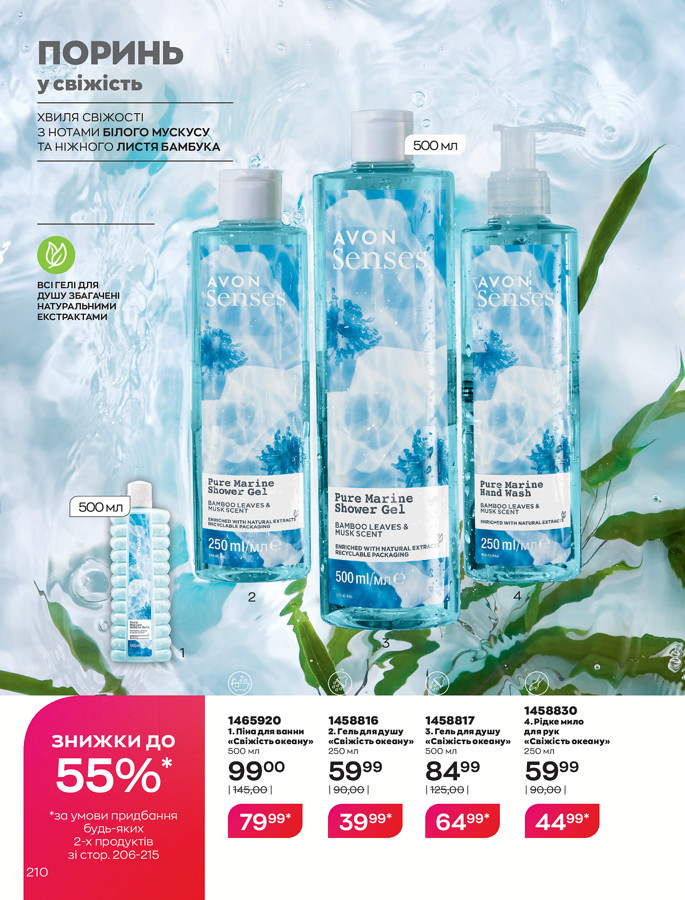 ПОРИНЬ
у свіжість
ХВИЛЯ СВІЖОСТІ
З НОТАМИ БІЛОГО МУСКУСУ
ТА НІЖНОГО ЛИСТЯ БАМБУКА
ВСІ ГЕЛІ ДЛЯ
ДУШУ ЗБАГАЧЕНІ
НАТУРАЛЬНИМИ
ЕКСТРАКТАМИ
500 МЛ
1
AVON
Senses
Pure Marine
Shower Gel
BAMBOO LEAVES &
MUSK SCENT
ENRICHED WITH NATURAL EXTRACTS
RECYCLABLE PACKAGING
250 ml/МЛ e
2
500 МЛ
AVON
Senses
Pure Marine
Shower Gel
BAMBOO LEAVES &
MUSK SCENT
ENRICHED WITH NATURAL EXTRACTS
RECYCLABLE PACKAGING
500 ml/МЛ e
3
AVON
Senses
Pure Marine
Hand Wash
BAMBOO LEAVES &
MUSK SCENT
ENRICHED WITH NATURAL EXTRACTS
250 ml/МЛ e
4
ЗНИЖКИ ДО
55%*
*за умови придбання
будь-яких
2-х продуктів
зі стор. 206-215
210
1465920
1. Піна для ванни
«Свіжість океану»
500 мл
99 00
| 145,00 |
79 99*
1458816
2. Гель для душу
«Свіжість океану»
250 мл
59 99
| 90,00 |
39 99*
1458817
3. Гель для душу
«Свіжість океану»
500 мл
84 99
| 125,00 |
64 99*
1458830
4. Рідке мило
для рук
«Свіжість океану»
250 мл
59 99
| 90,00 |
44 99*